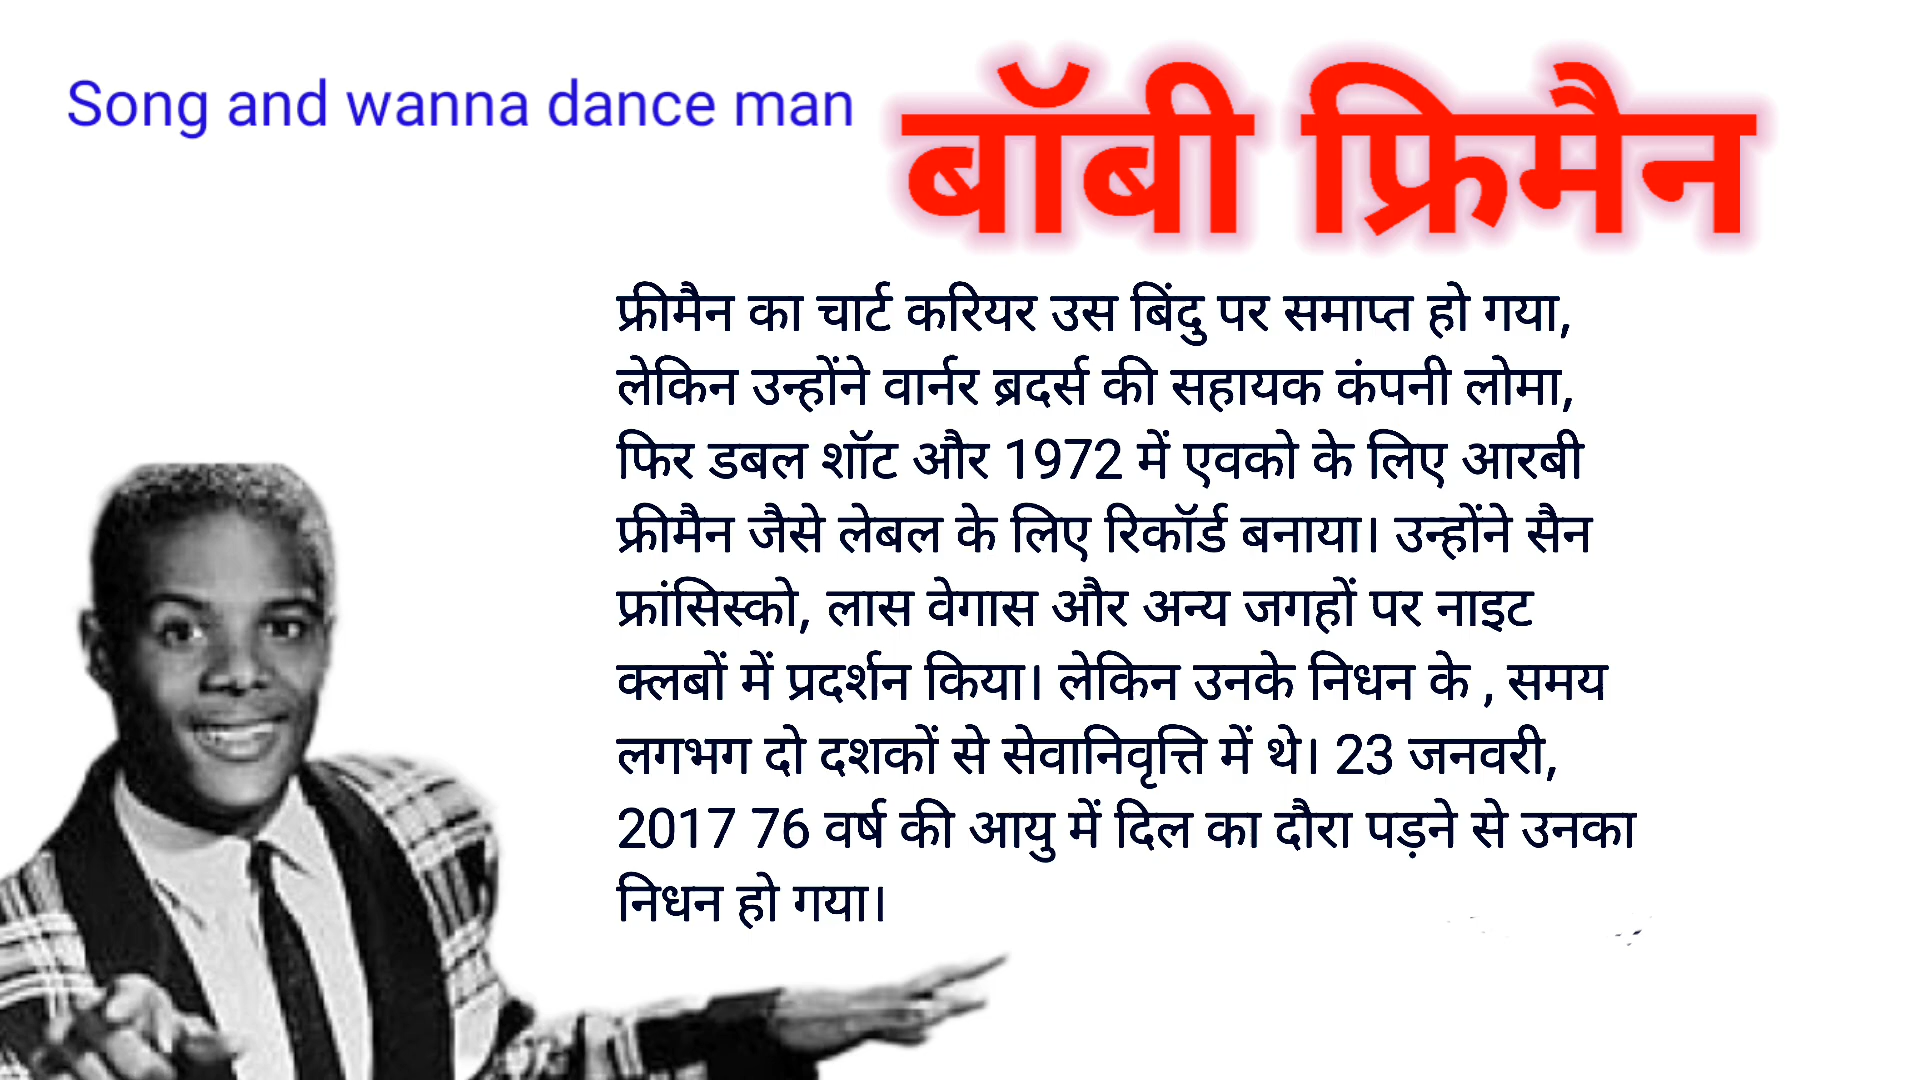 Song and wanna dance man
बॉबी फ्रिमैन
फ्रीमैन का चार्ट करियर उस बिंदु पर समाप्त हो गया,
लेकिन उन्होंने वार्नर ब्रदर्स की सहायक कंपनी लोमा,
फिर डबल शॉट और 1972 में एवको के लिए आरबी
फ्रीमैन जैसे लेबल के लिए रिकॉर्ड बनाया। उन्होंने सैन
फ्रांसिस्को, लास वेगास और अन्य जगहों पर नाइट
क्लबों में प्रदर्शन किया। लेकिन उनके निधन के , समय
लगभग दो दशकों से सेवानिवृत्ति में थे। 23 जनवरी,
2017 76 वर्ष की आयु में दिल का दौरा पड़ने से उनका
निधन हो गया।